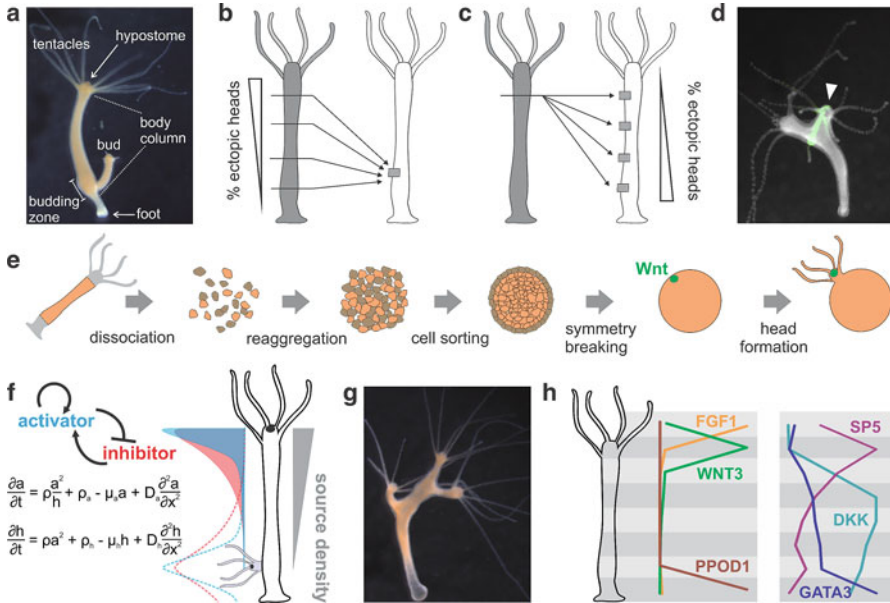 a
tentacles
hypostome
body
column
bud
budding
zone
foot
b
% ectopic heads
c
% ectopic heads
d
e
Wnt
dissociation
reaggregation
cell sorting
symmetry
breaking
head
formation
f
activator
inhibitor
∂a/∂t = ρ a²/h + ρₐ - μₐa + Dₐ ∂²a/∂x²
∂h/∂t = ρa² + ρₕ - μₕh + Dₕ ∂²h/∂x²
source density
g
h
FGF1
WNT3
PPOD1
SP5
DKK
GATA3